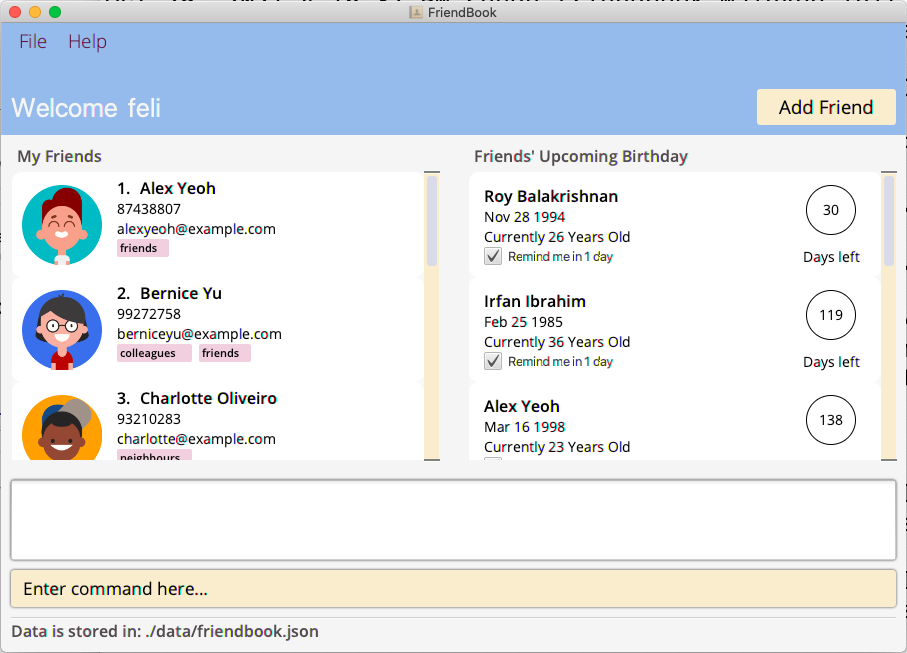 FriendBook
File Help
Welcome feli
Add Friend
My Friends
1. Alex Yeoh
87438807
alexyeoh@example.com
friends
2. Bernice Yu
99272758
berniceyu@example.com
colleagues friends
3. Charlotte Oliveiro
93210283
charlotte@example.com
neighbours
Friends' Upcoming Birthday
Roy Balakrishnan
Nov 28 1994
Currently 26 Years Old
Remind me in 1 day
30
Days left
Irfan Ibrahim
Feb 25 1985
Currently 36 Years Old
Remind me in 1 day
119
Days left
Alex Yeoh
Mar 16 1998
Currently 23 Years Old
138
Enter command here...
Data is stored in: ./data/friendbook.json